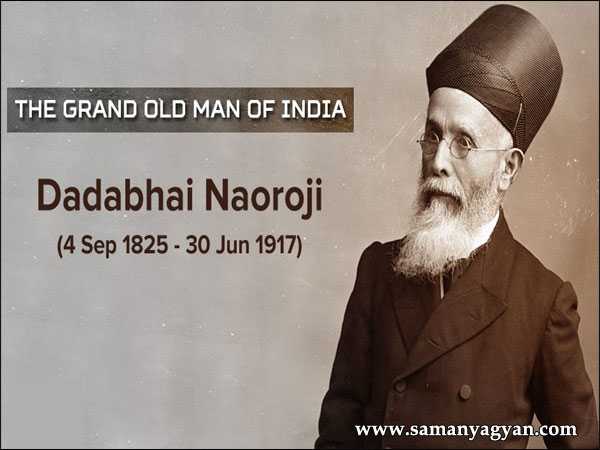 THE GRAND OLD MAN OF INDIA
Dadabhai Naoroji
(4 Sep 1825 - 30 Jun 1917)
www.samanyagyan.com